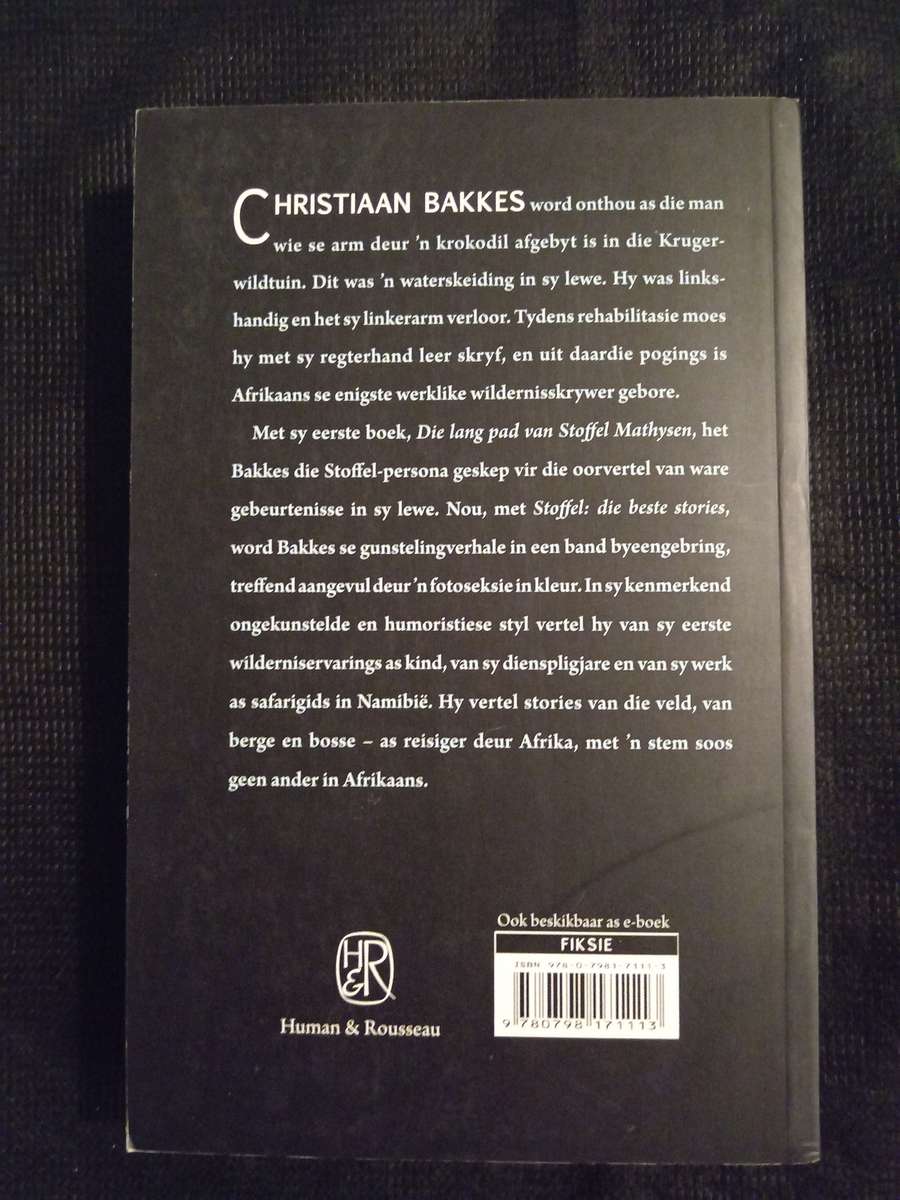 CHRISTIAAN BAKKES word onthou as die man
wie se arm deur 'n krokodil afgebyt is in die Kruger-
wildtuin. Dit was 'n waterskeiding in sy lewe. Hy was links-
handig en het sy linkerarm verloor. Tydens rehabilitasie moes
hy met sy regterhand leer skryf, en uit daardie pogings is
Afrikaans se enigste werklike wildernisskrywer gebore.
Met sy eerste boek, Die lang pad van Stoffel Mathysen, het
Bakkes die Stoffel-persona geskep vir die oorvertel van ware
gebeurtenisse in sy lewe. Nou, met Stoffel: die beste stories,
word Bakkes se gunstelingverhale in een band byeengebring,
treffend aangevul deur 'n fotoseksie in kleur. In sy kenmerkend
ongekunstelde en humoristiese styl vertel hy van sy eerste
wilderniservarings as kind, van sy dienspligjare en van sy werk
as safarigids in Namibië. Hy vertel stories van die veld, van
berge en bosse – as reisiger deur Afrika, met 'n stem soos
geen ander in Afrikaans.
Ook beskikbaar as e-boek
FIKSIE
ISBN 978-0-7981-7111-3
9 780798 171113
H&R
Human & Rousseau